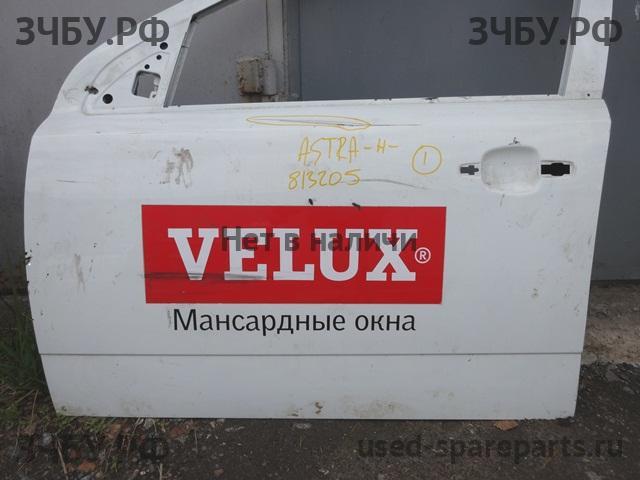 ЗЧБУ.РФ
ЗЧБУ.РФ
ASTRA-H-
813205
1
Нет в наличи
VELUX®
Мансардные окна
ЗЧБУ.РФ
used-spareparts.ru